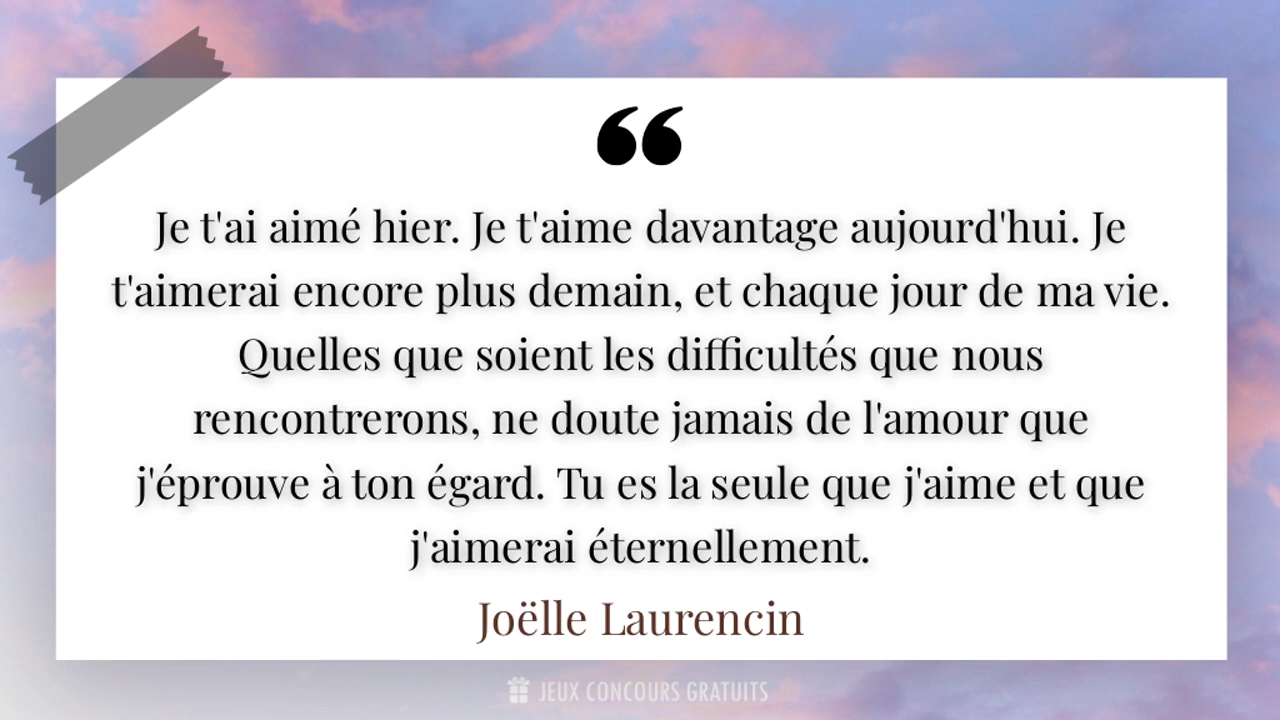 “
Je t'ai aimé hier. Je t'aime davantage aujourd'hui. Je
t'aimerai encore plus demain, et chaque jour de ma vie.
Quelles que soient les difficultés que nous
rencontrerons, ne doute jamais de l'amour que
j'éprouve à ton égard. Tu es la seule que j'aime et que
j'aimerai éternellement.
Joëlle Laurencin
JEUX CONCOURS GRATUITS